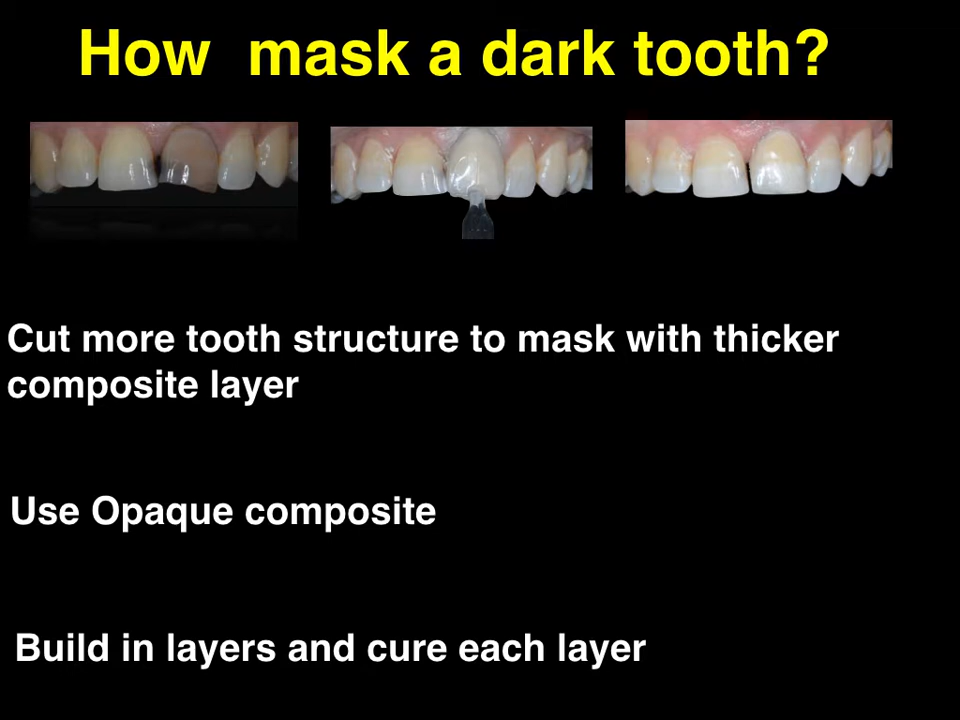 How mask a dark tooth?
Cut more tooth structure to mask with thicker
composite layer
Use Opaque composite
Build in layers and cure each layer